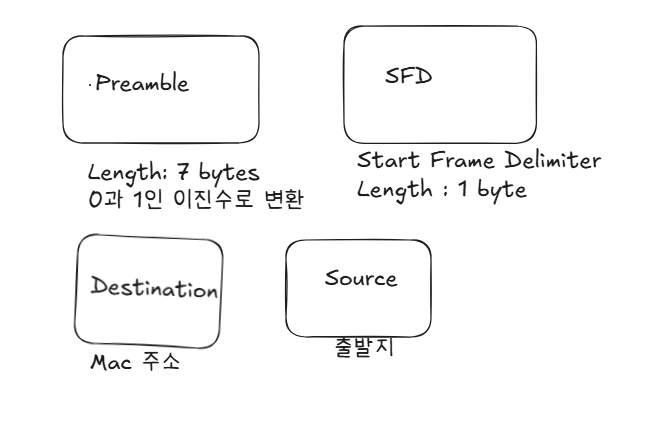 Preamble
SFD
Length: 7 bytes
0과 1인 이진수로 변환
Start Frame Delimiter
Length : 1 byte
Destination
Source
Mac 주소
출발지